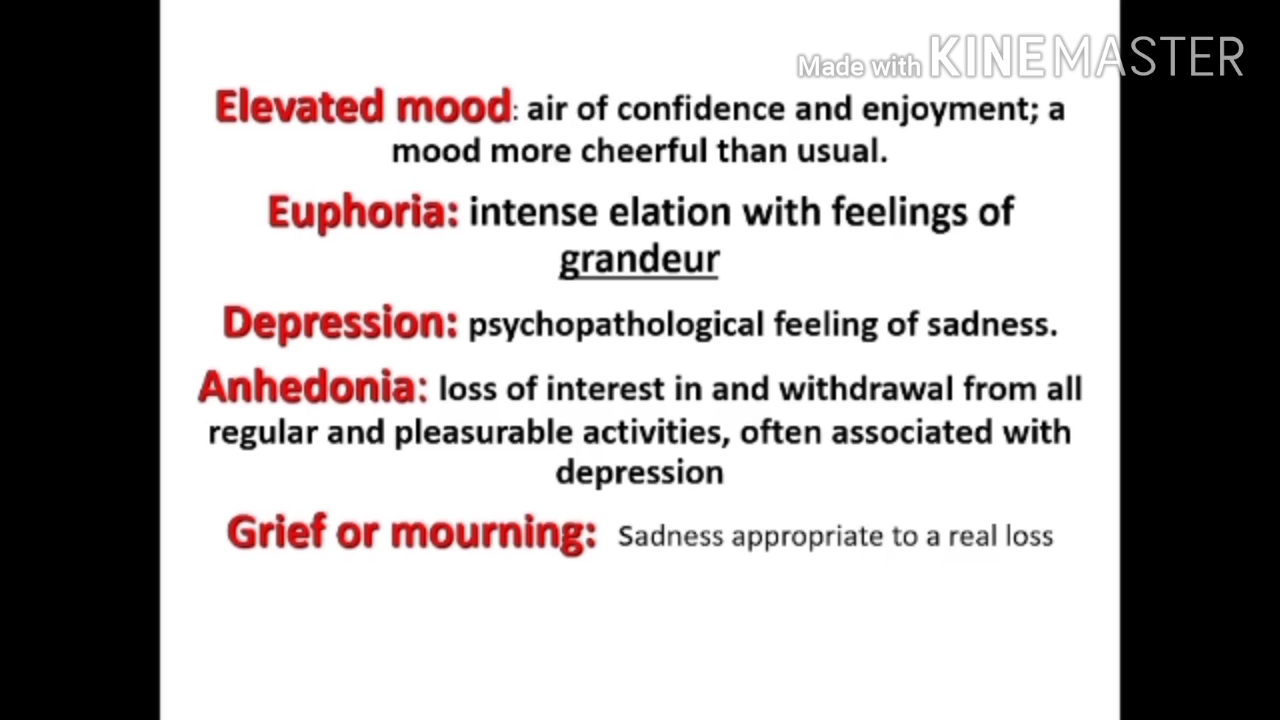 Made with KINEMASTER
Elevated mood: air of confidence and enjoyment; a
mood more cheerful than usual.
Euphoria: intense elation with feelings of
grandeur
Depression: psychopathological feeling of sadness.
Anhedonia: loss of interest in and withdrawal from all
regular and pleasurable activities, often associated with
depression
Grief or mourning: Sadness appropriate to a real loss